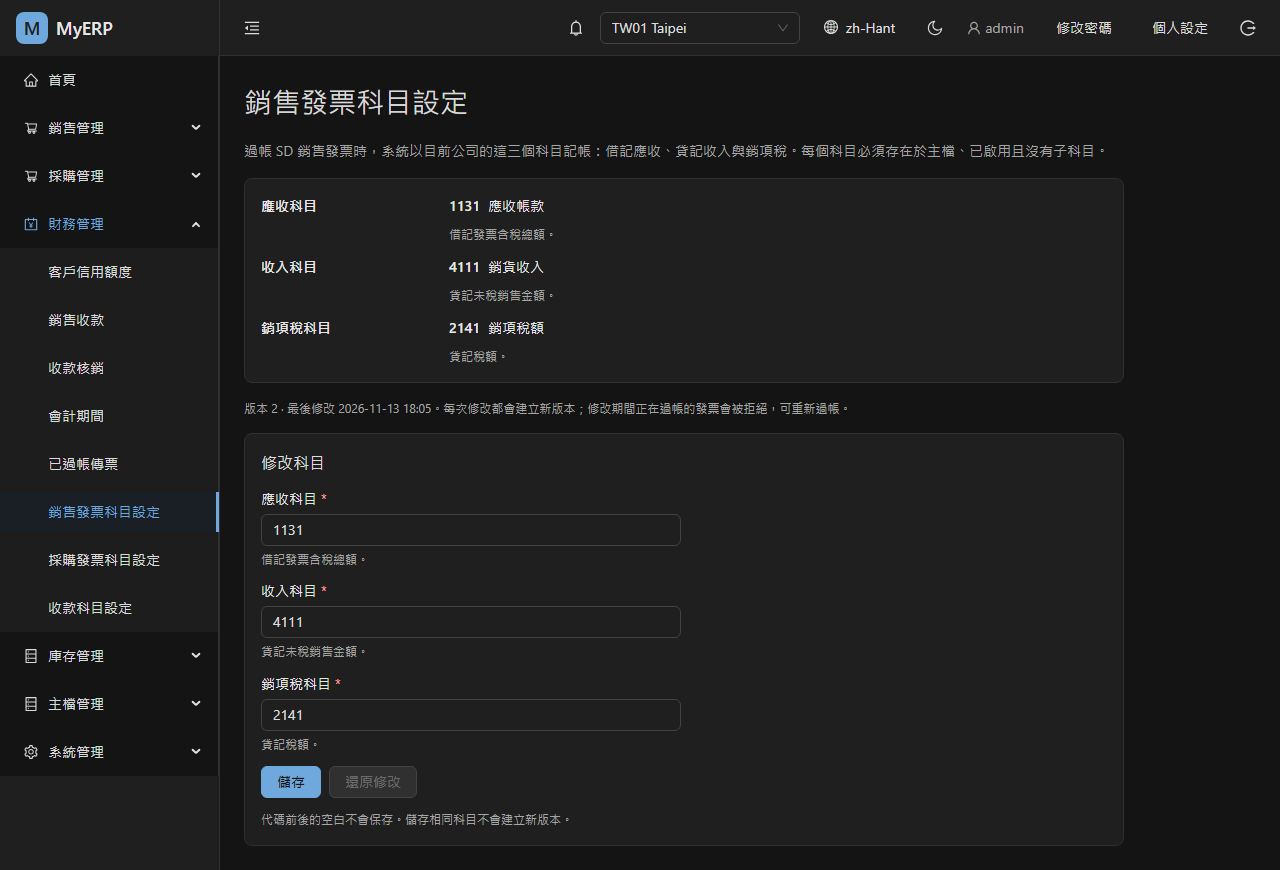 M MyERP
TW01 Taipei
zh-Hant
admin
修改密碼
個人設定
首頁
銷售管理
採購管理
財務管理
客戶信用額度
銷售收款
收款核銷
會計期間
已過帳傳票
銷售發票科目設定
採購發票科目設定
收款科目設定
庫存管理
主檔管理
系統管理
銷售發票科目設定
過帳 SD 銷售發票時，系統以目前公司的這三個科目記帳：借記應收、貸記收入與銷項稅。每個科目必須存在於主檔、已啟用且沒有子科目。
應收科目 1131 應收帳款
借記發票含稅總額。
收入科目 4111 銷貨收入
貸記未稅銷售金額。
銷項稅科目 2141 銷項稅額
貸記稅額。
版本 2 · 最後修改 2026-11-13 18:05。每次修改都會建立新版本；修改期間正在過帳的發票會被拒絕，可重新過帳。
修改科目
應收科目 *
1131
借記發票含稅總額。
收入科目 *
4111
貸記未稅銷售金額。
銷項稅科目 *
2141
貸記稅額。
儲存 還原修改
代碼前後的空白不會保存。儲存相同科目不會建立新版本。